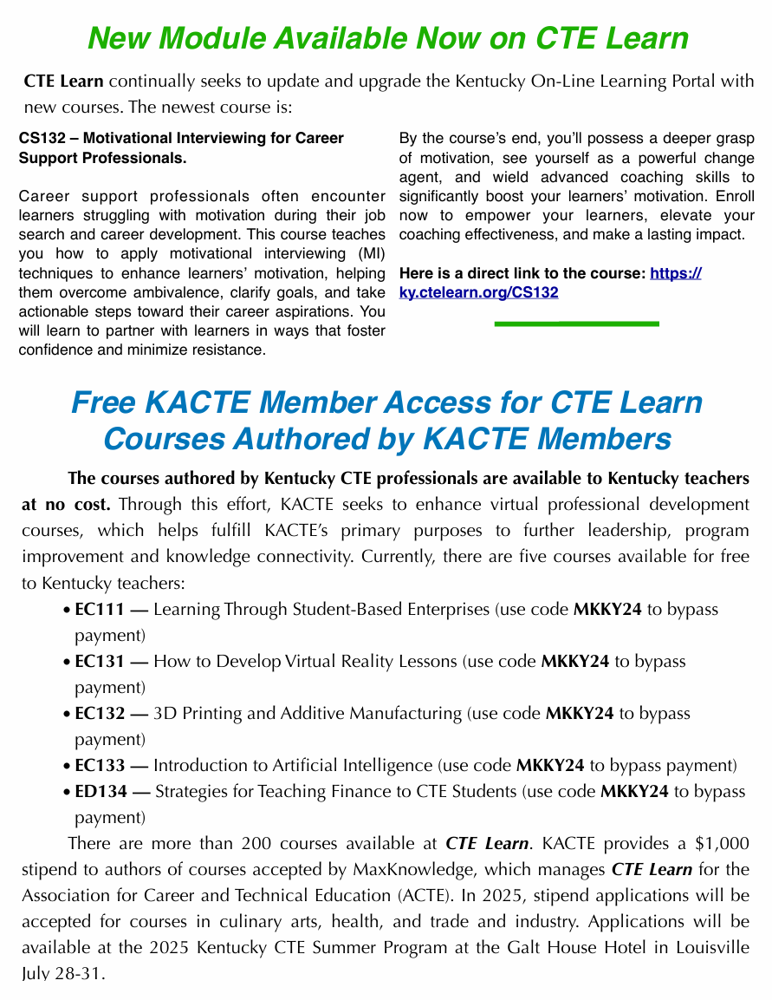 New Module Available Now on CTE Learn
CTE Learn continually seeks to update and upgrade the Kentucky On-Line Learning Portal with
new courses. The newest course is:
CS132 – Motivational Interviewing for Career
Support Professionals.
Career support professionals often encounter
learners struggling with motivation during their job
search and career development. This course teaches
you how to apply motivational interviewing (MI)
techniques to enhance learners’ motivation, helping
them overcome ambivalence, clarify goals, and take
actionable steps toward their career aspirations. You
will learn to partner with learners in ways that foster
confidence and minimize resistance.
By the course’s end, you’ll possess a deeper grasp
of motivation, see yourself as a powerful change
agent, and wield advanced coaching skills to
significantly boost your learners’ motivation. Enroll
now to empower your learners, elevate your
coaching effectiveness, and make a lasting impact.
Here is a direct link to the course: https://
ky.ctelearn.org/CS132
Free KACTE Member Access for CTE Learn
Courses Authored by KACTE Members
The courses authored by Kentucky CTE professionals are available to Kentucky teachers
at no cost. Through this effort, KACTE seeks to enhance virtual professional development
courses, which helps fulfill KACTE’s primary purposes to further leadership, program
improvement and knowledge connectivity. Currently, there are five courses available for free
to Kentucky teachers:
• EC111 — Learning Through Student-Based Enterprises (use code MKKY24 to bypass
payment)
• EC131 — How to Develop Virtual Reality Lessons (use code MKKY24 to bypass
payment)
• EC132 — 3D Printing and Additive Manufacturing (use code MKKY24 to bypass
payment)
• EC133 — Introduction to Artificial Intelligence (use code MKKY24 to bypass payment)
• ED134 — Strategies for Teaching Finance to CTE Students (use code MKKY24 to bypass
payment)
There are more than 200 courses available at CTE Learn. KACTE provides a $1,000
stipend to authors of courses accepted by MaxKnowledge, which manages CTE Learn for the
Association for Career and Technical Education (ACTE). In 2025, stipend applications will be
accepted for courses in culinary arts, health, and trade and industry. Applications will be
available at the 2025 Kentucky CTE Summer Program at the Galt House Hotel in Louisville
July 28-31.